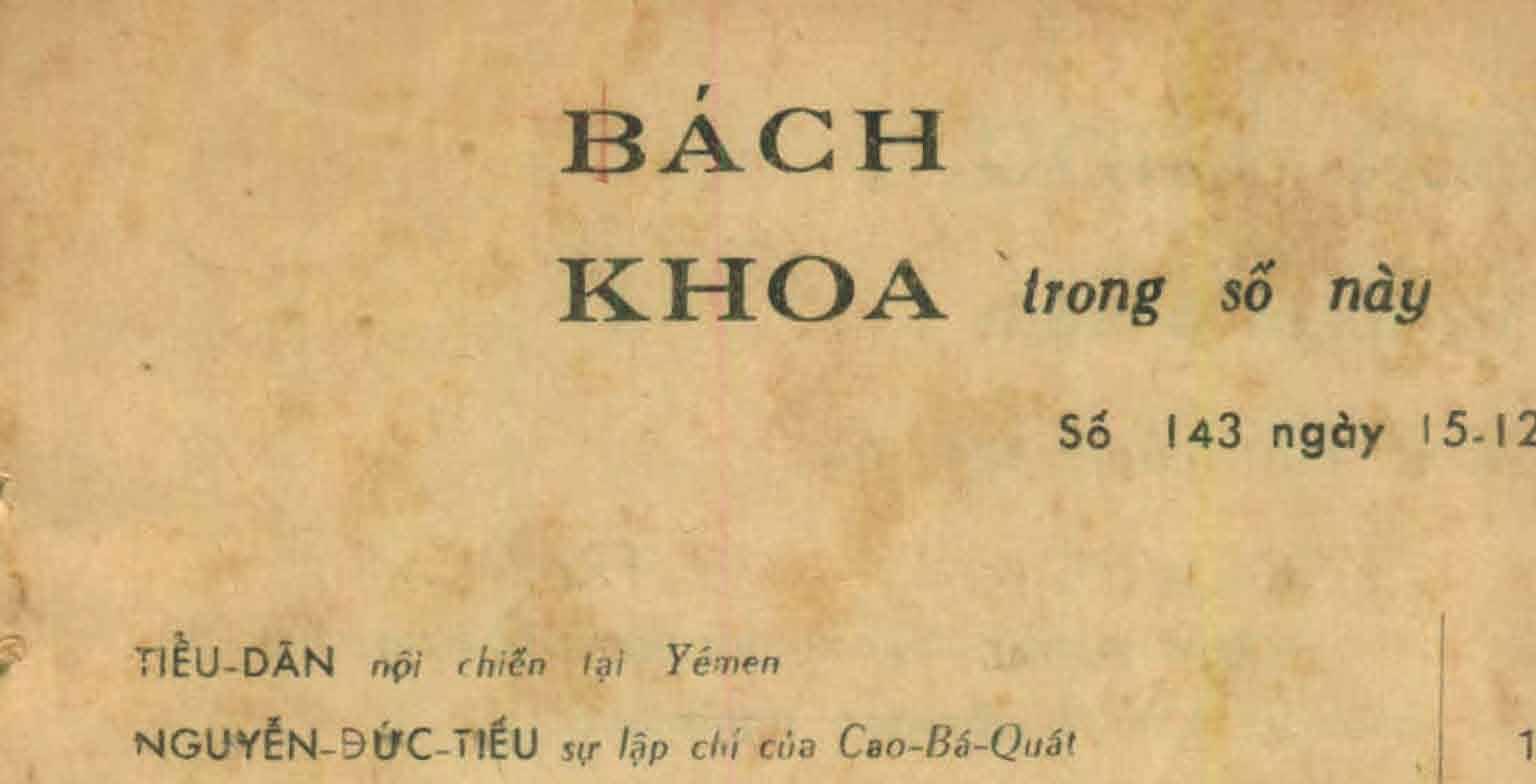 BÁCH
KHOA trong số này
Số 143 ngày 15-12
TIỂU-DÂN nội chiến tại Yémen
NGUYỄN-ĐỨC-TIẾU sự lập chí của Cao-Bá-Quát
1